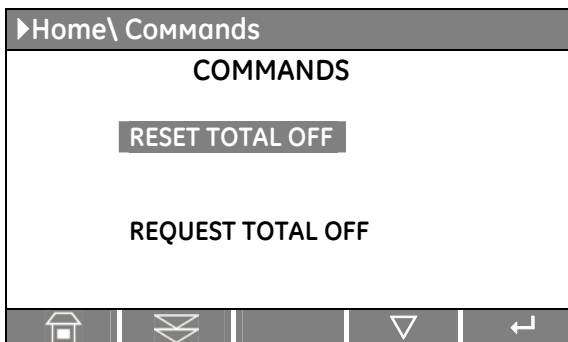 Home\ Commands
COMMANDS
RESET TOTAL OFF
REQUEST TOTAL OFF